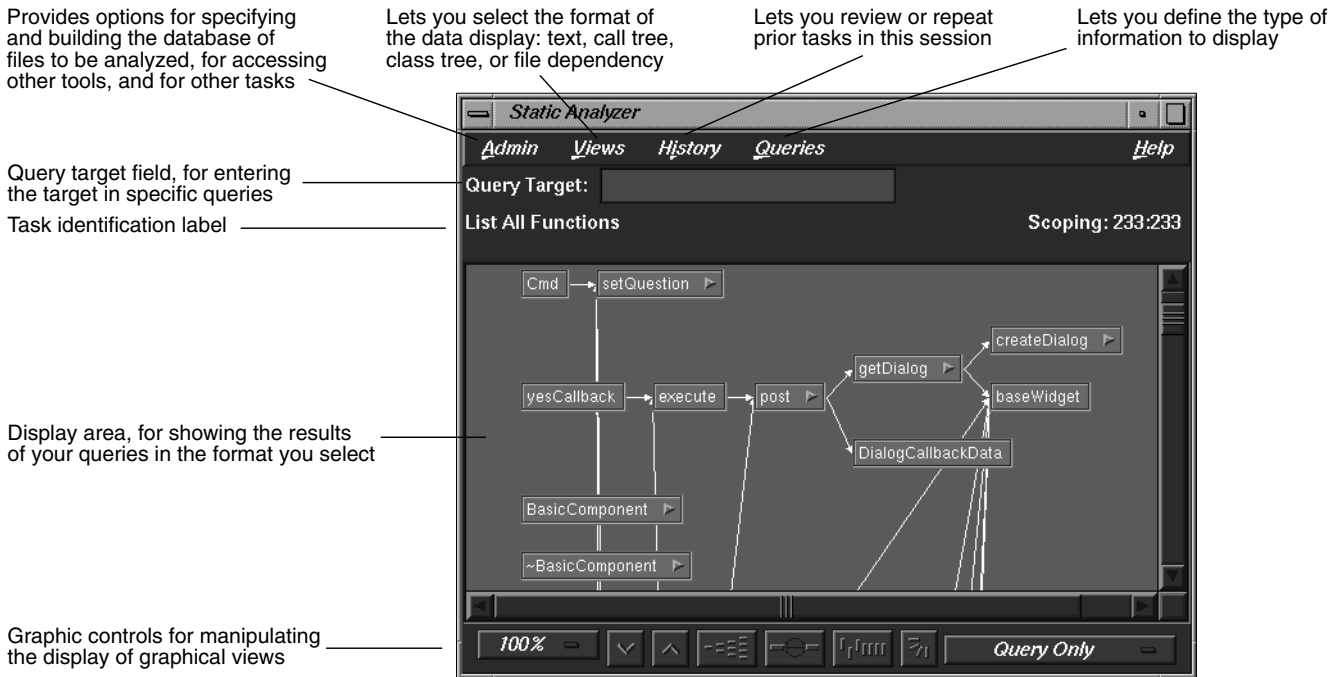 Provides options for specifying
and building the database of
files to be analyzed, for accessing
other tools, and for other tasks
Lets you select the format of
the data display: text, call tree,
class tree, or file dependency
Lets you review or repeat
prior tasks in this session
Lets you define the type of
information to display
Static Analyzer
Admin Views History Queries Help
Query target field, for entering
the target in specific queries
Query Target:
Task identification label
List All Functions Scoping: 233:233
Cmd setQuestion
createDialog
getDialog
yesCallback execute post baseWidget
Display area, for showing the results
of your queries in the format you select
DialogCallbackData
BasicComponent
~BasicComponent
Graphic controls for manipulating
the display of graphical views
100% Query Only